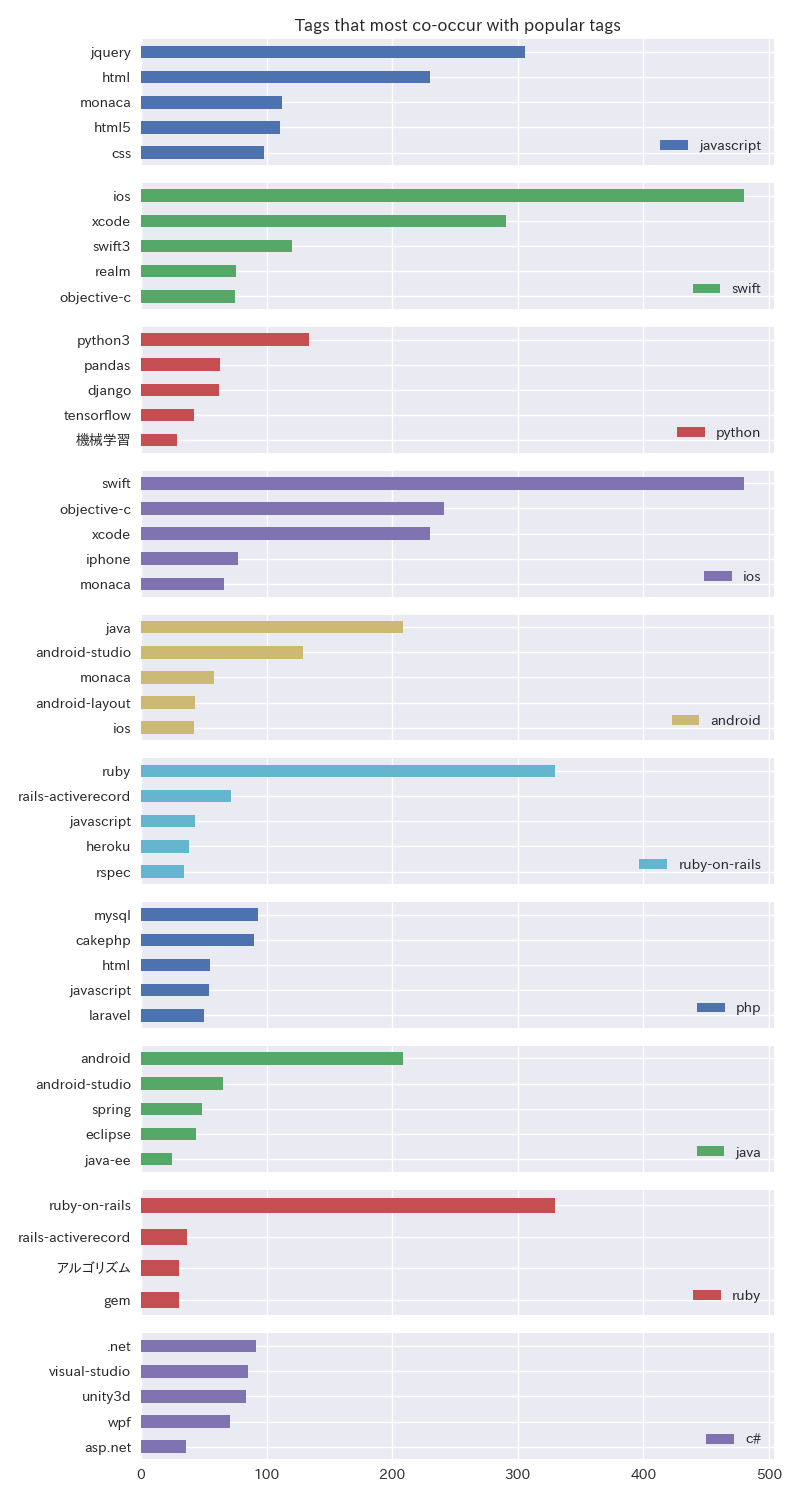 Tags that most co-occur with popular tags
jquery
html
monaca
html5
css
javascript
ios
xcode
swift3
realm
objective-c
swift
python3
pandas
django
tensorflow
機械学習
python
swift
objective-c
xcode
iphone
monaca
ios
java
android-studio
monaca
android-layout
ios
android
ruby
rails-activerecord
javascript
heroku
rspec
ruby-on-rails
mysql
cakephp
html
javascript
laravel
php
android
android-studio
spring
eclipse
java-ee
java
ruby-on-rails
rails-activerecord
アルゴリズム
gem
ruby
.net
visual-studio
unity3d
wpf
asp.net
c#
0 100 200 300 400 500